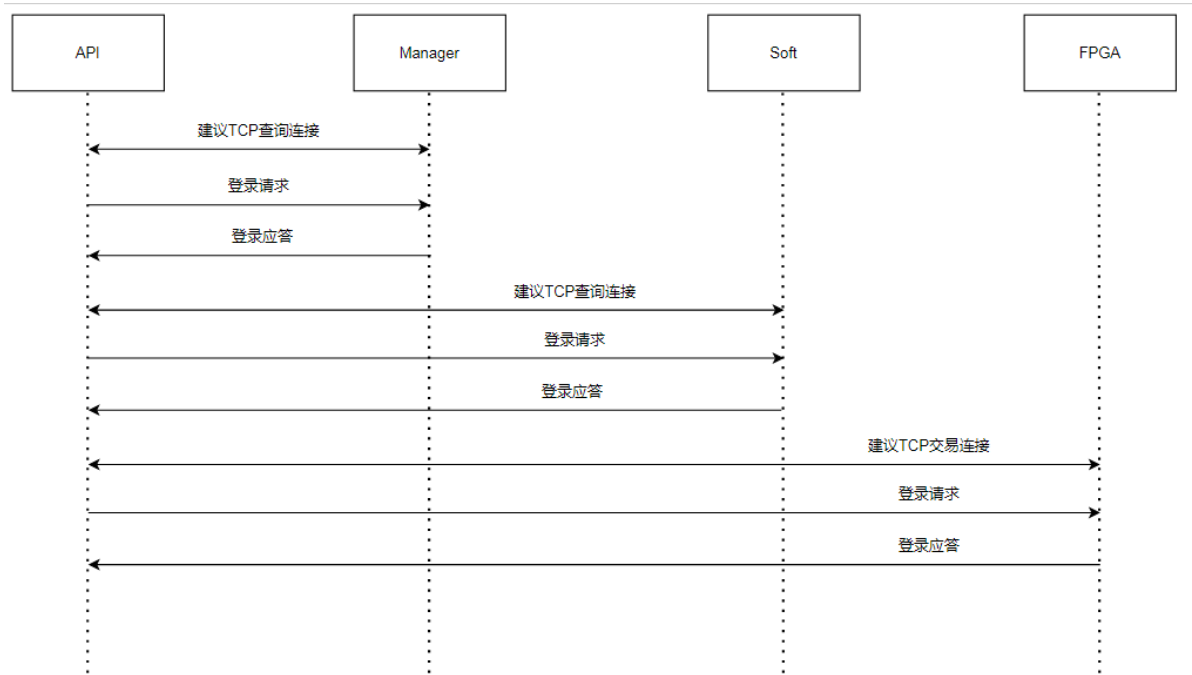 API
Manager
Soft
FPGA
建议TCP查询连接
登录请求
登录应答
建议TCP查询连接
登录请求
登录应答
建议TCP交易连接
登录请求
登录应答